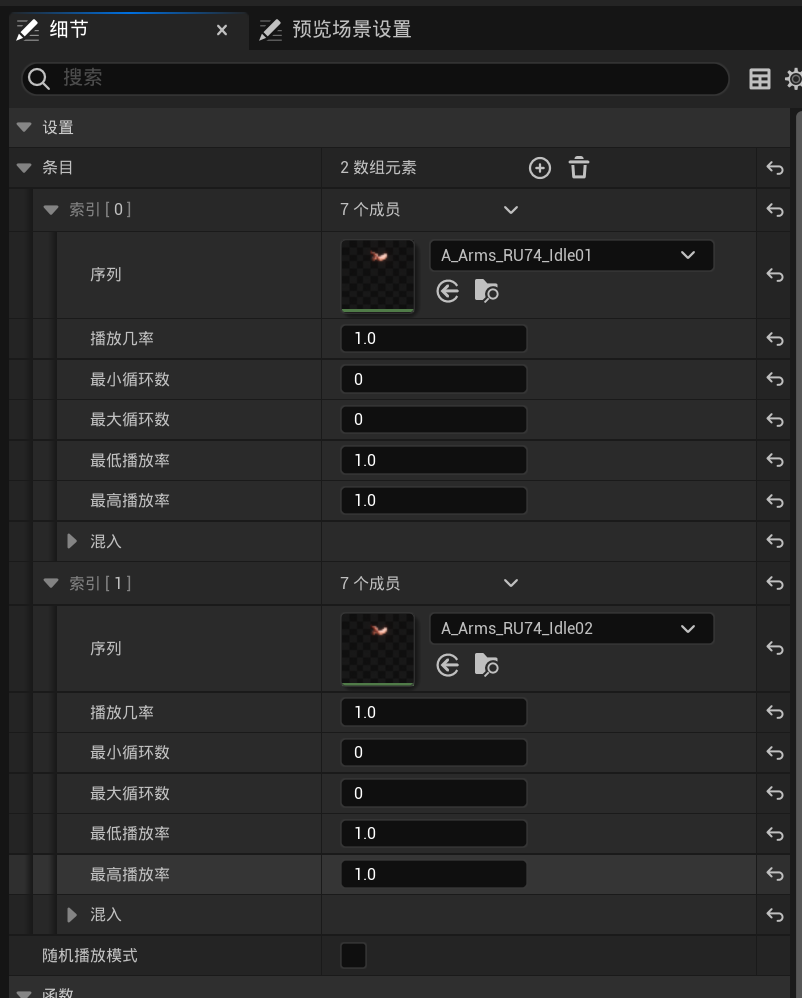 细节 预览场景设置
搜索
设置
条目 2 数组元素
索引 [ 0 ] 7 个成员
序列 A_Arms_RU74_Idle01
播放几率 1.0
最小循环数 0
最大循环数 0
最低播放率 1.0
最高播放率 1.0
混入
索引 [ 1 ] 7 个成员
序列 A_Arms_RU74_Idle02
播放几率 1.0
最小循环数 0
最大循环数 0
最低播放率 1.0
最高播放率 1.0
混入
随机播放模式
函数